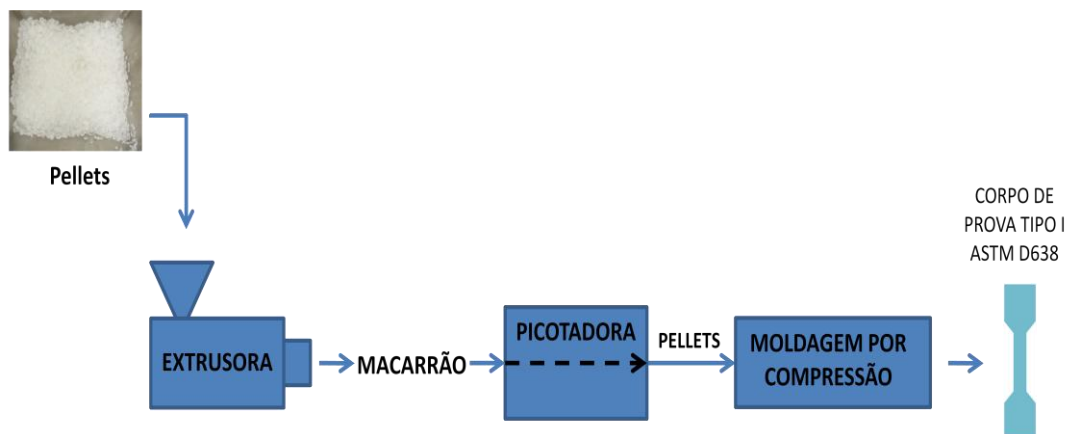 Pellets
EXTRUSORA
MACARRÃO
PICOTADORA
PELLETS
MOLDAGEM POR
COMPRESSÃO
CORPO DE
PROVA TIPO I
ASTM D638